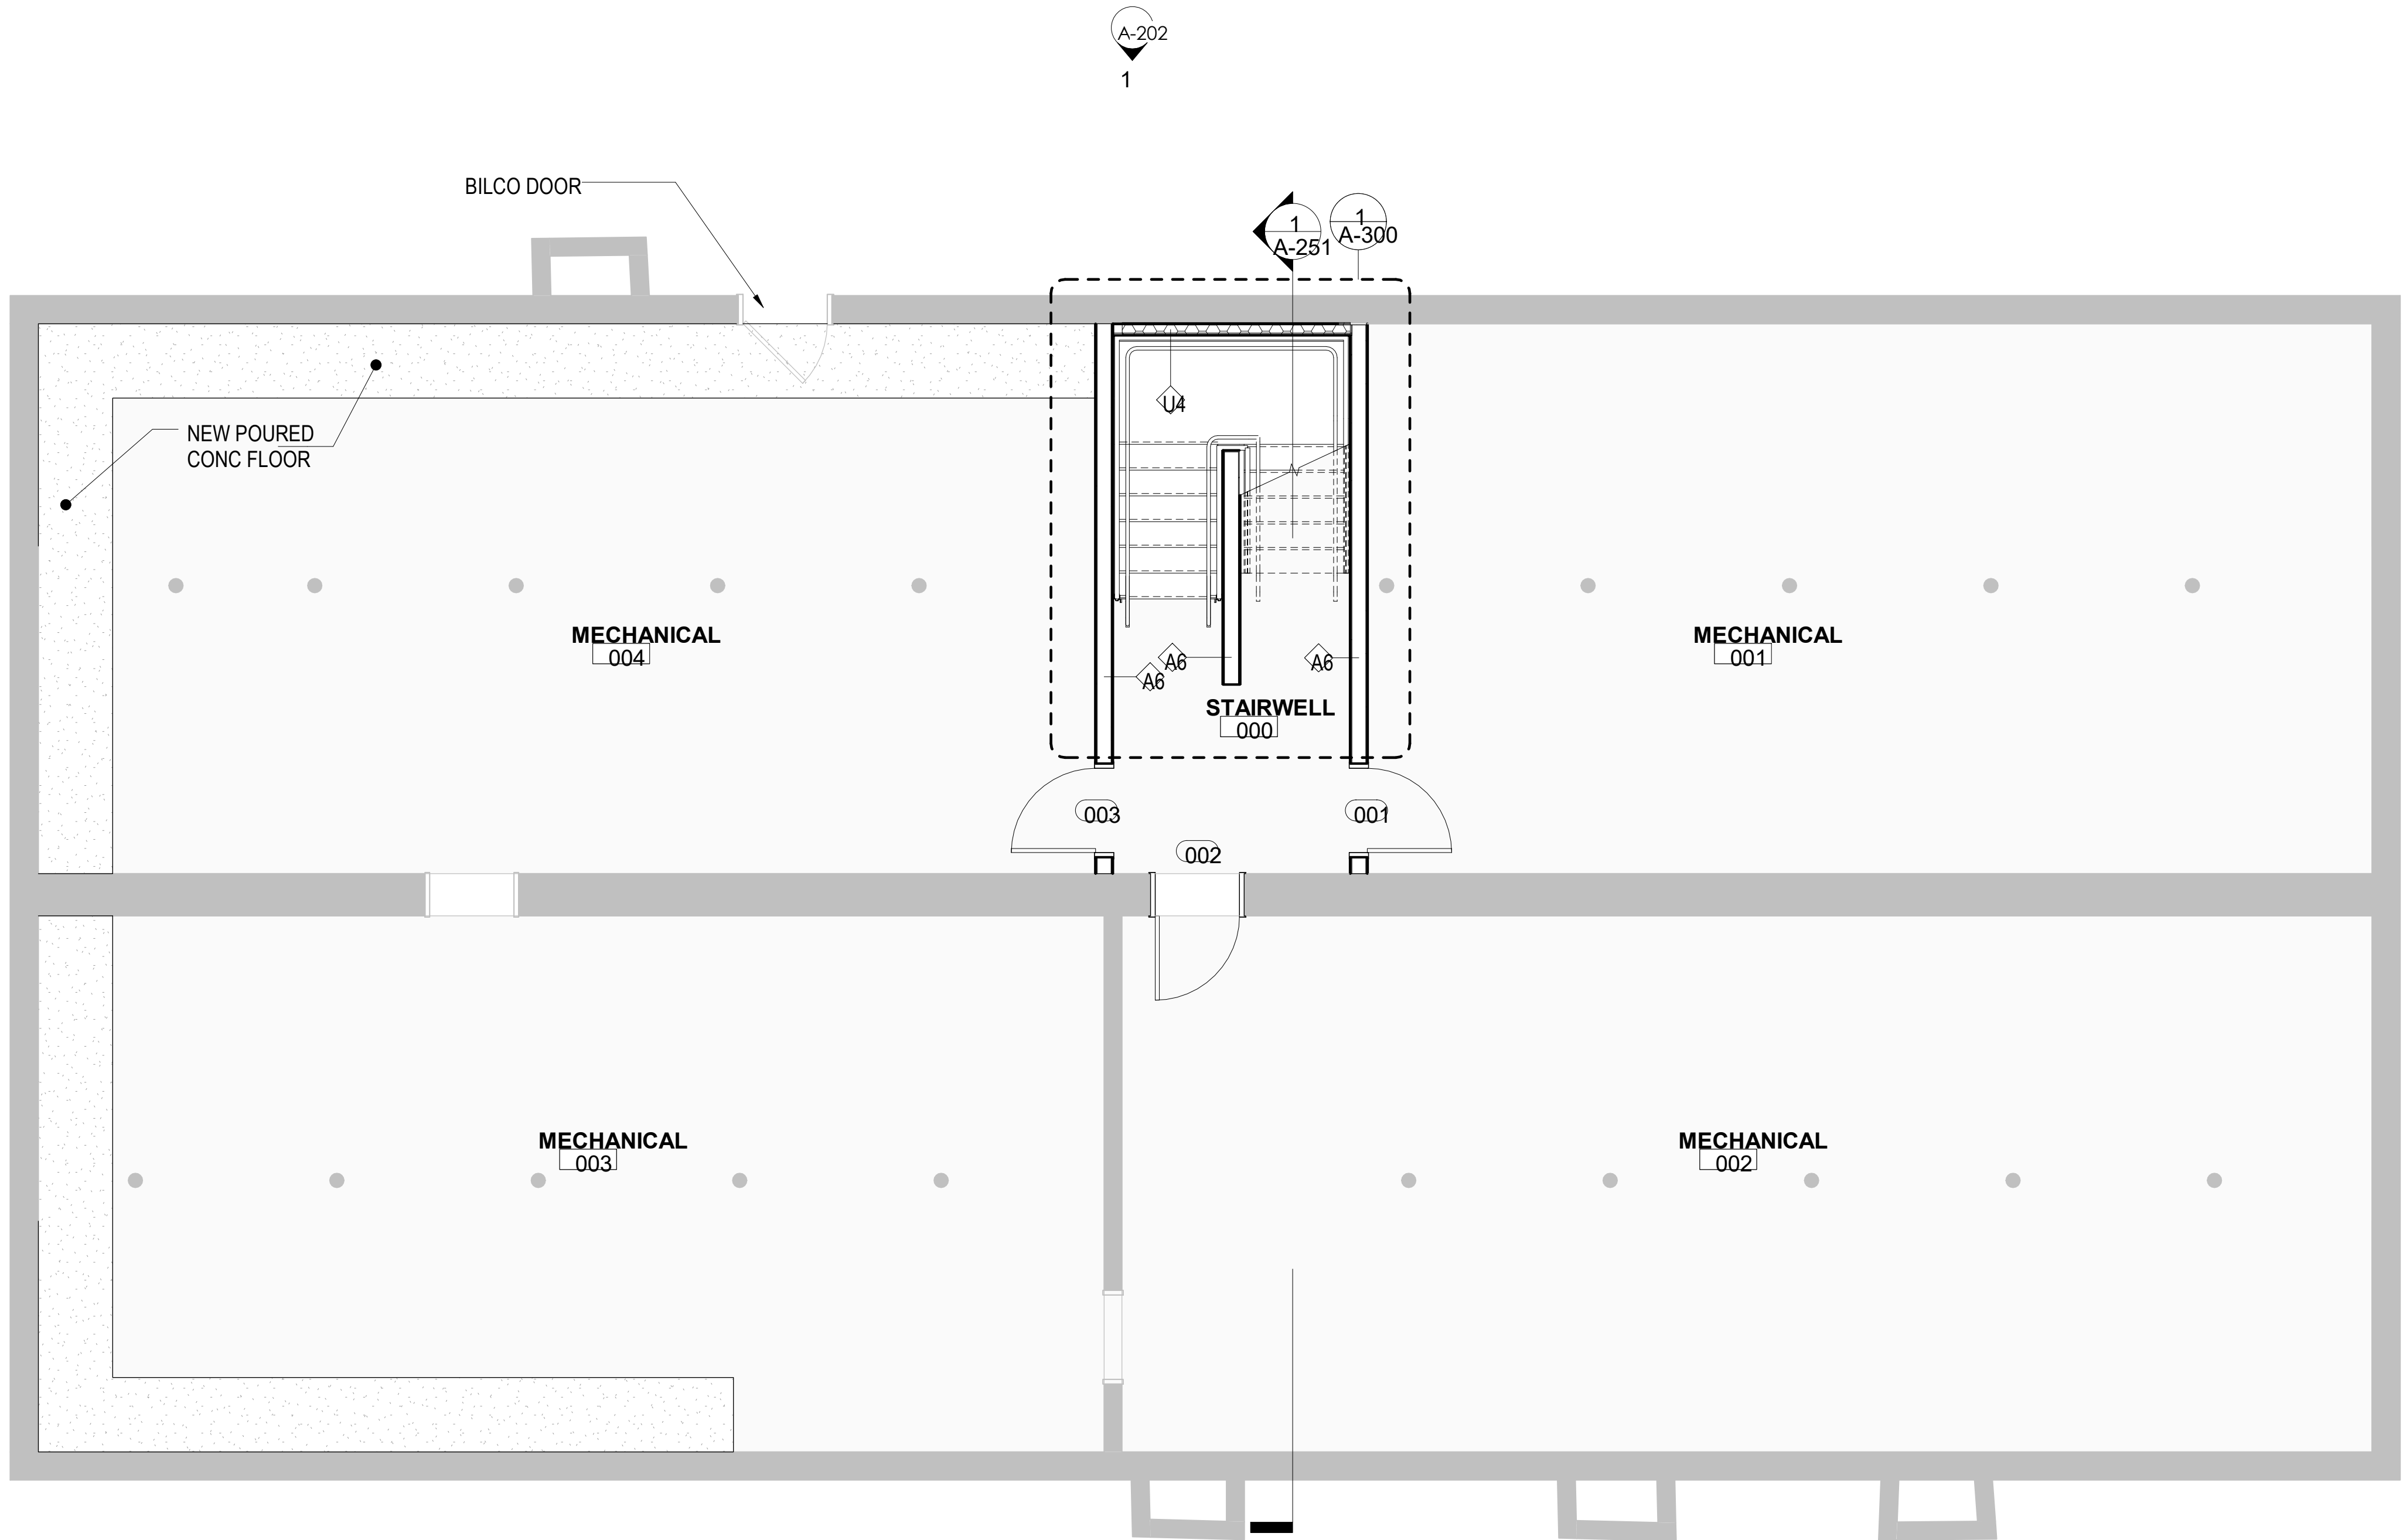 A-202
1
BILCO DOOR
1
A-251
1
A-300
U4
NEW POURED
CONC FLOOR
MECHANICAL
004
MECHANICAL
001
A6
A6
A6
STAIRWELL
000
003
001
002
MECHANICAL
003
MECHANICAL
002